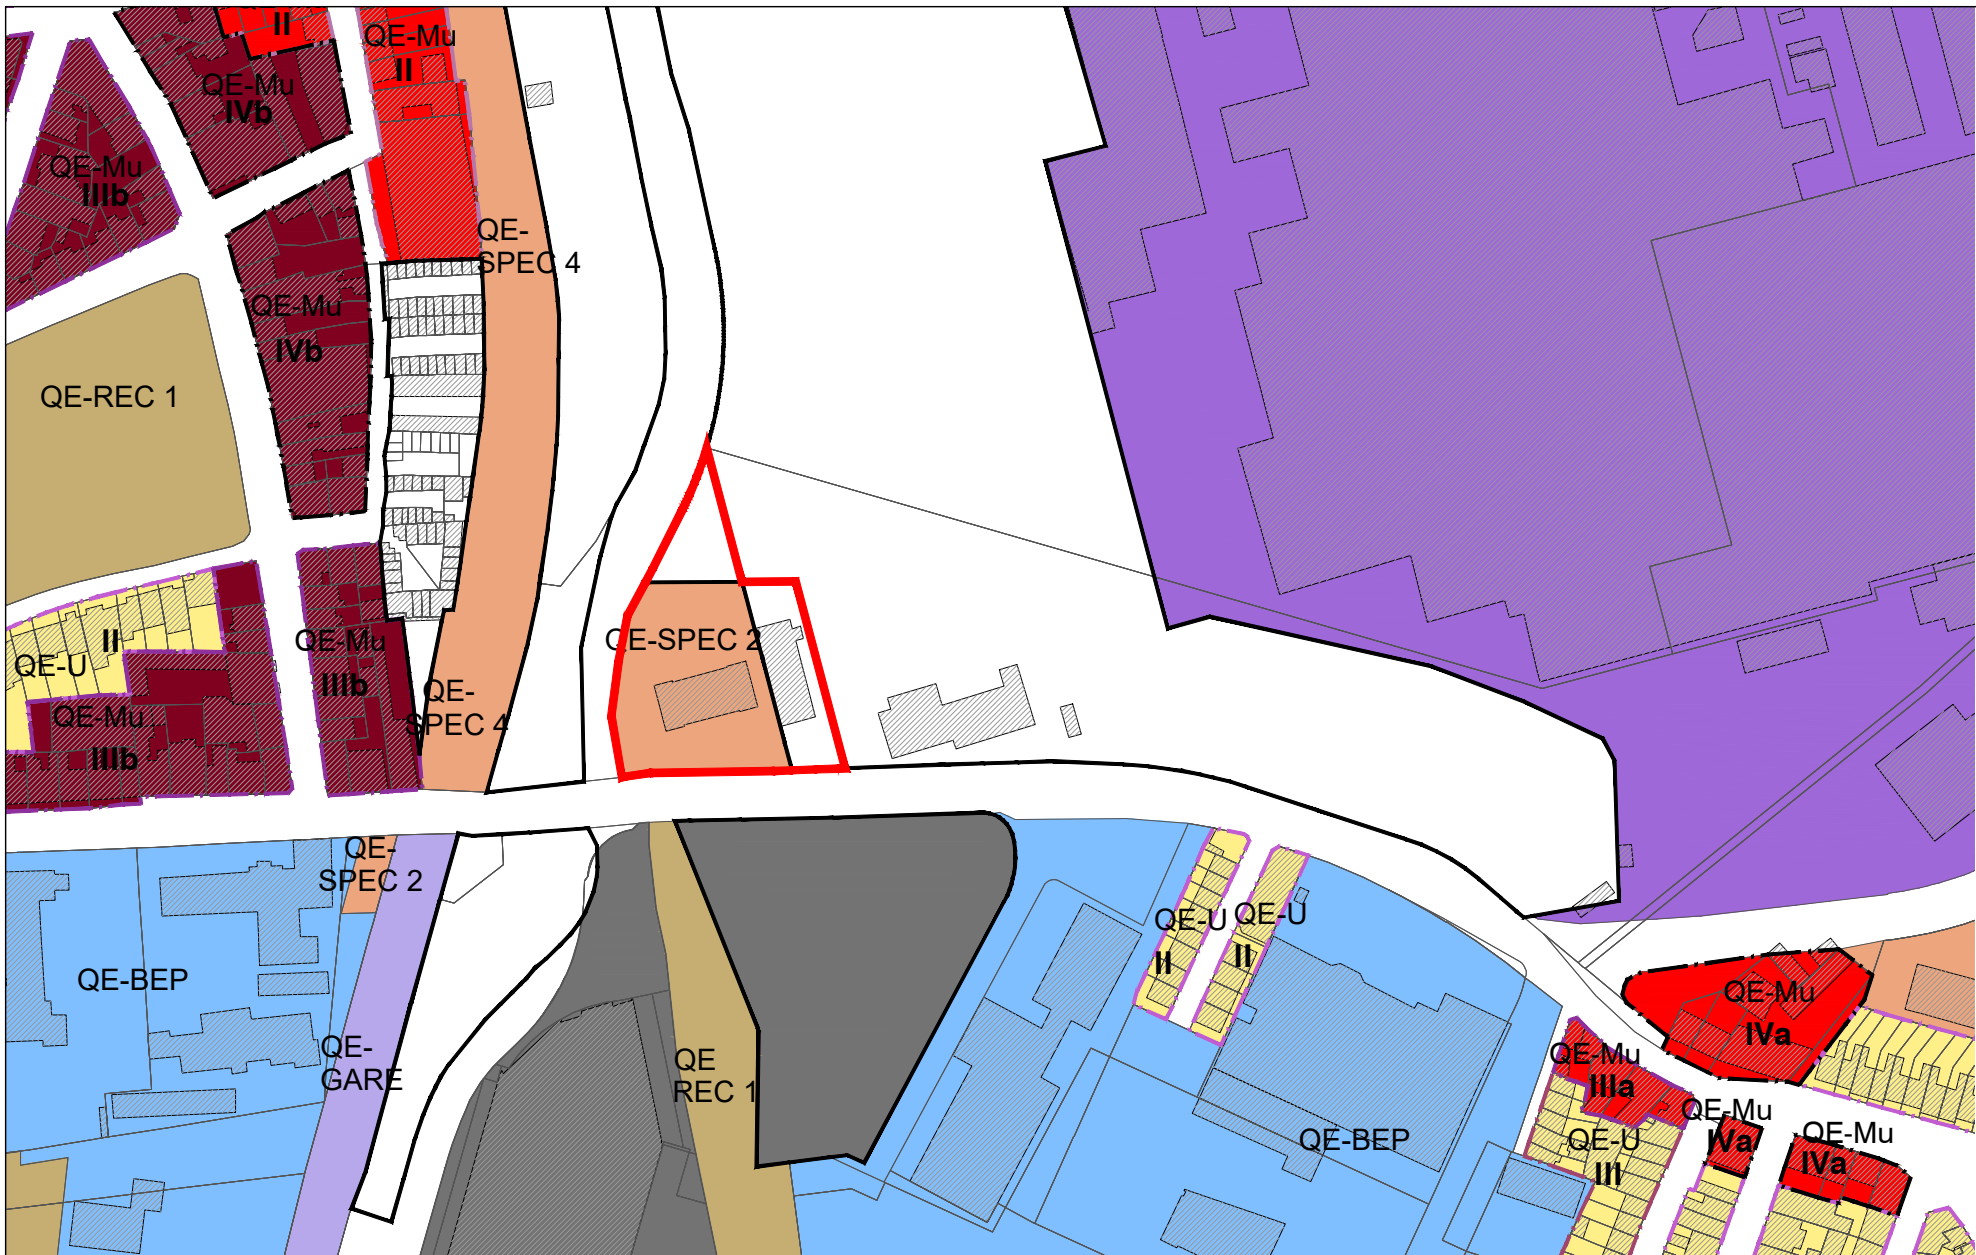 II
QE-Mu
II
QE-Mu
IVb
QE-Mu
IIIb
QE-
SPEC 4
QE-Mu
IVb
QE-REC 1
QE-SPEC 2
II
QE-U
QE-Mu
IIIb
QE-
SPEC 4
QE-Mu
IIIb
QE-
SPEC 2
QE-BEP
QE-
GARE
QE
REC 1
QE-U
II
QE-U
II
QE-BEP
QE-Mu
IVa
QE-Mu
IIIa
QE-Mu
IVa
QE-Mu
IVa
QE-U
III